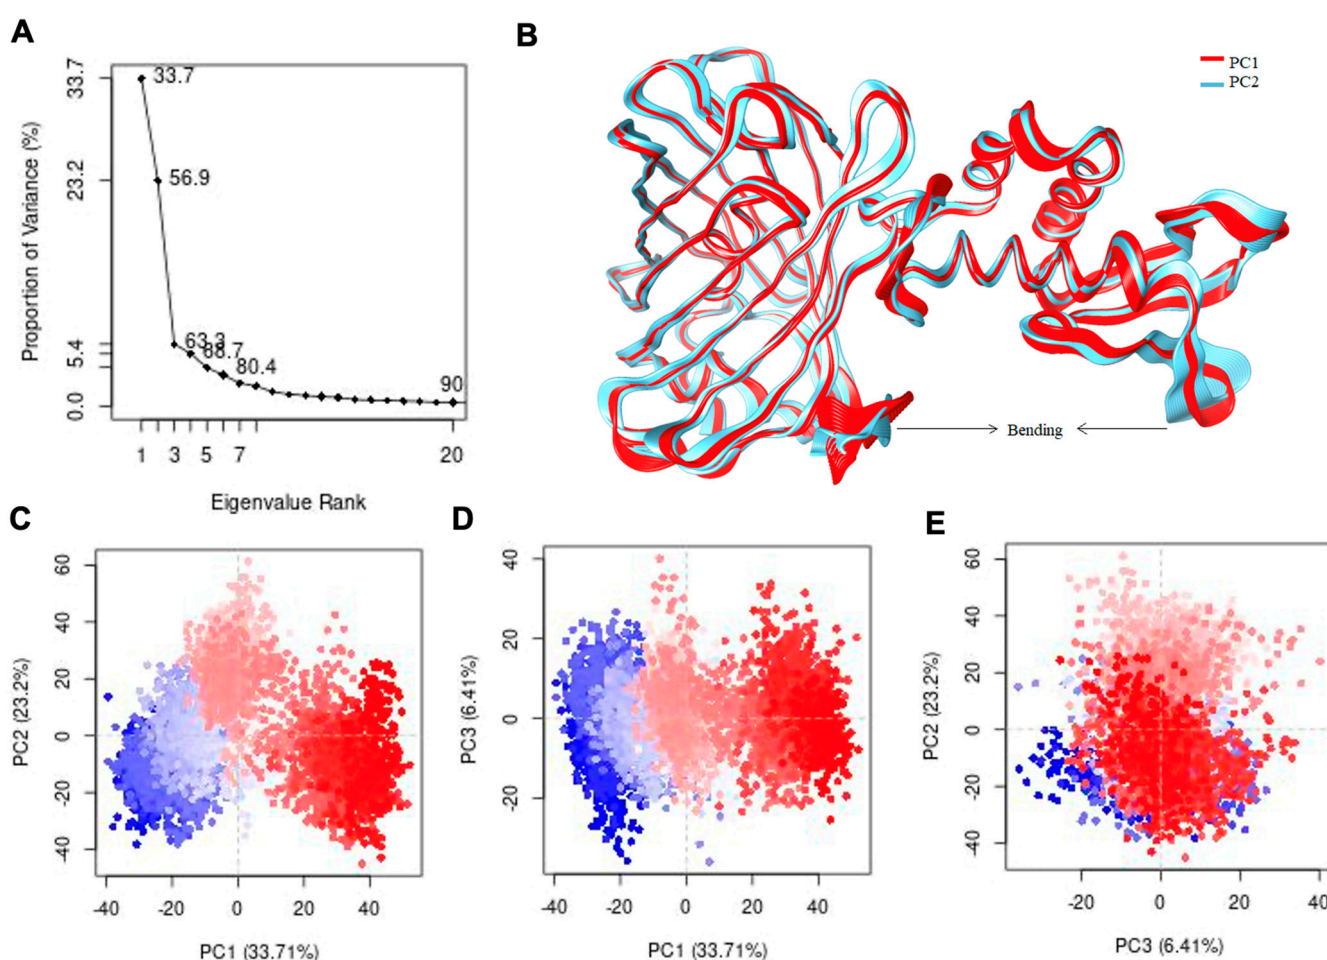 A
33.7
23.2
5.4
0.0
Proportion of Variance (%)
33.7
56.9
63.3
68.7
80.4
90
1 3 5 7 20
Eigenvalue Rank
B
PC1
PC2
Bending
C
60
40
20
0
-20
-40
PC2 (23.2%)
-40 -20 0 20 40
PC1 (33.71%)
D
40
20
0
20
PC3 (6.41%)
-40 -20 0 20 40
PC1 (33.71%)
E
60
40
20
0
-20
-40
PC2 (23.2%)
-20 0 20 40
PC3 (6.41%)